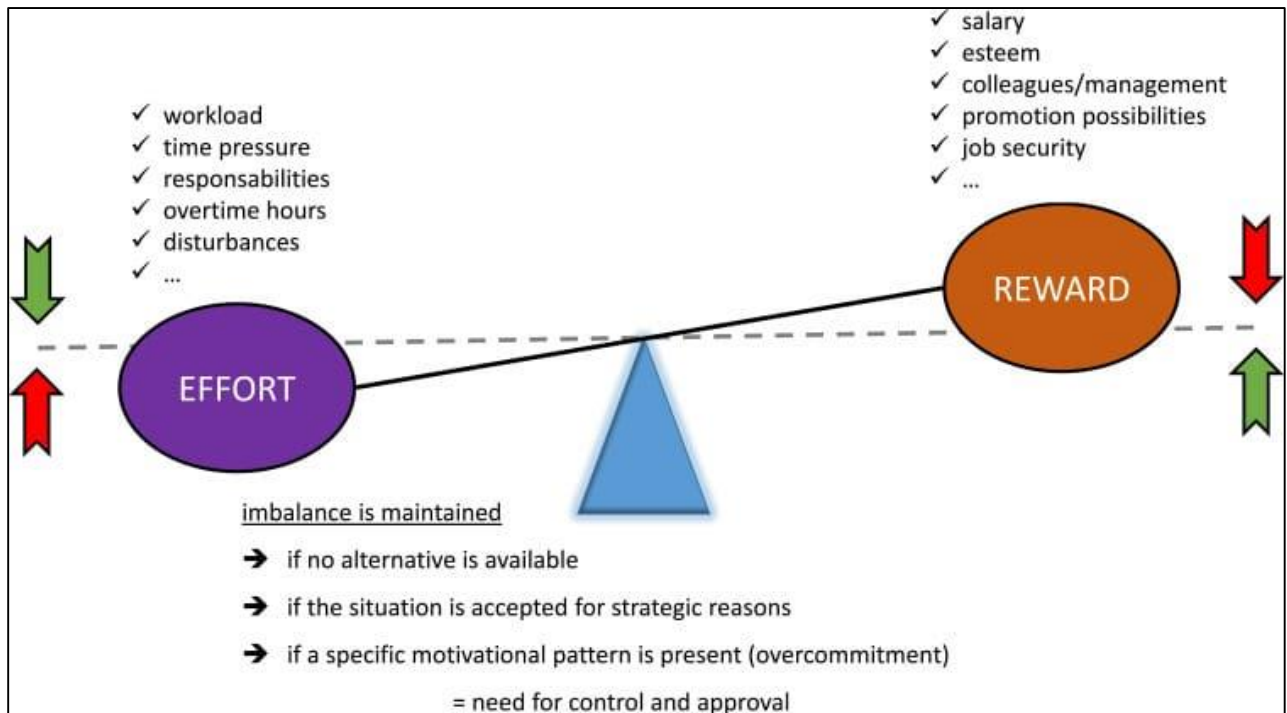 ✓ salary
✓ esteem
✓ colleagues/management
✓ promotion possibilities
✓ job security
✓ ...
✓ workload
✓ time pressure
✓ responsabilities
✓ overtime hours
✓ disturbances
✓ ...
REWARD
EFFORT
imbalance is maintained
➔ if no alternative is available
➔ if the situation is accepted for strategic reasons
➔ if a specific motivational pattern is present (overcommitment)
= need for control and approval